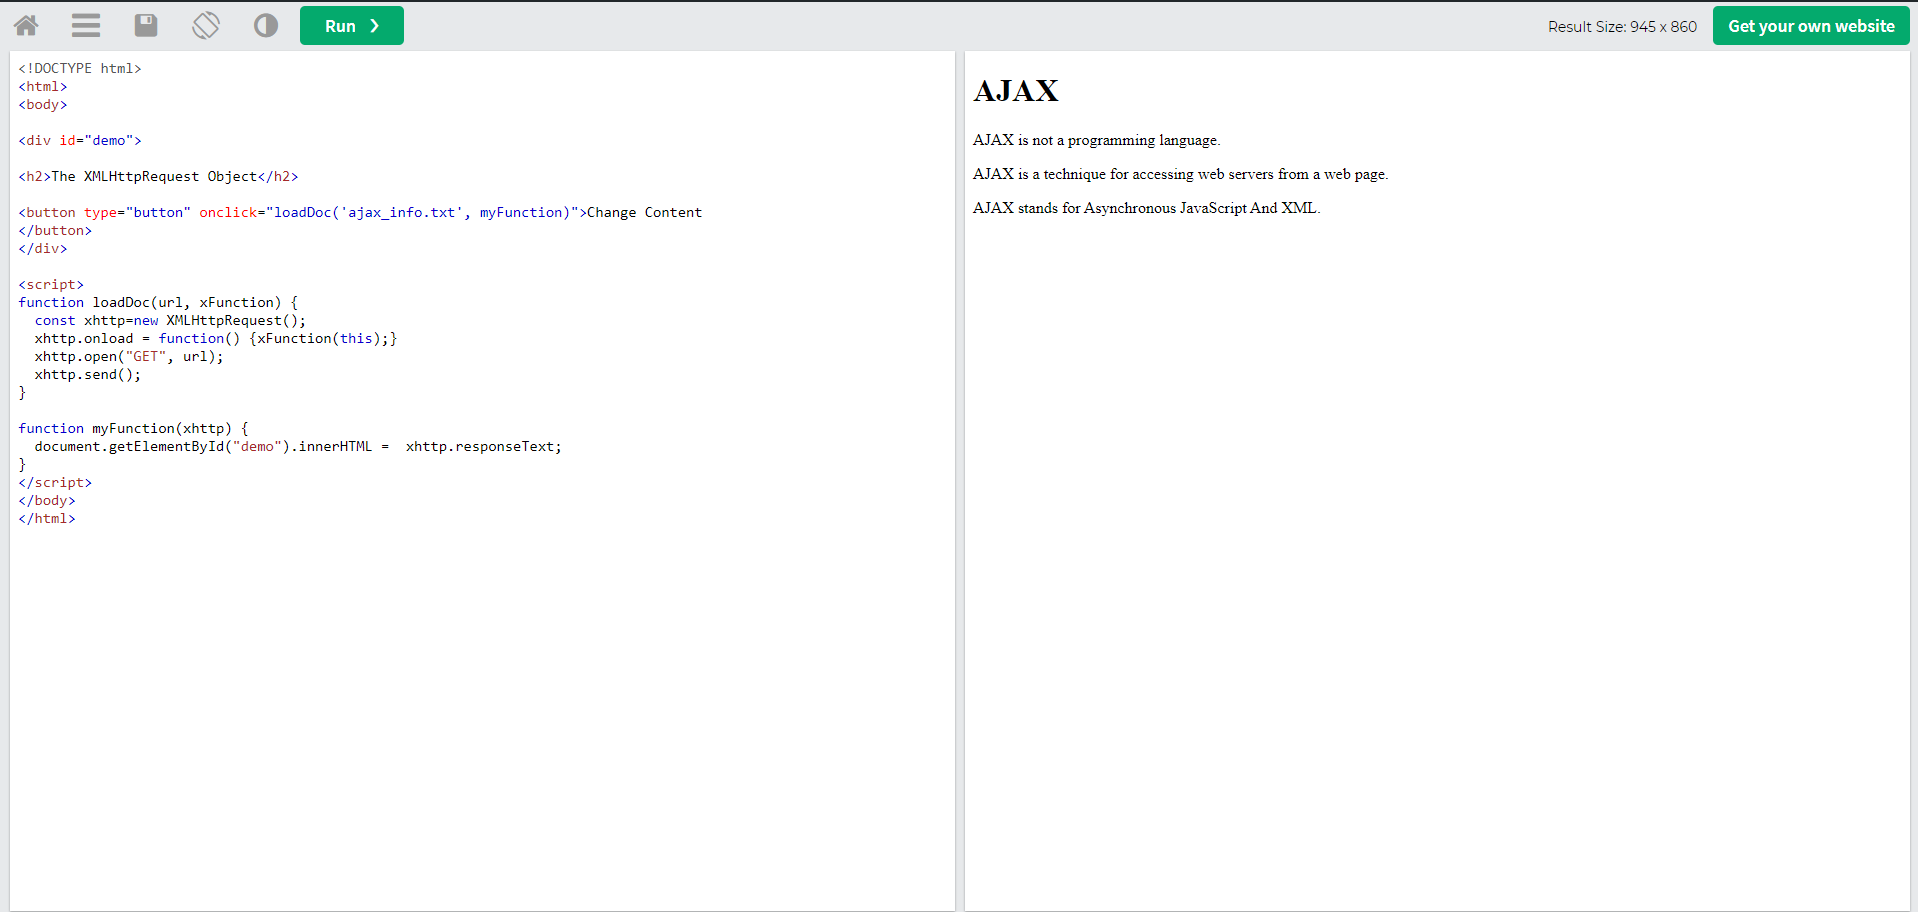 Run ❯
Result Size: 945 x 860
Get your own website
<!DOCTYPE html>
<html>
<body>

<div id="demo">

<h2>The XMLHttpRequest Object</h2>

<button type="button" onclick="loadDoc('ajax_info.txt', myFunction)">Change Content
</button>
</div>

<script>
function loadDoc(url, xFunction) {
  const xhttp=new XMLHttpRequest();
  xhttp.onload = function() {xFunction(this);}
  xhttp.open("GET", url);
  xhttp.send();
}

function myFunction(xhttp) {
  document.getElementById("demo").innerHTML =  xhttp.responseText;
}
</script>
</body>
</html>
AJAX
AJAX is not a programming language.
AJAX is a technique for accessing web servers from a web page.
AJAX stands for Asynchronous JavaScript And XML.